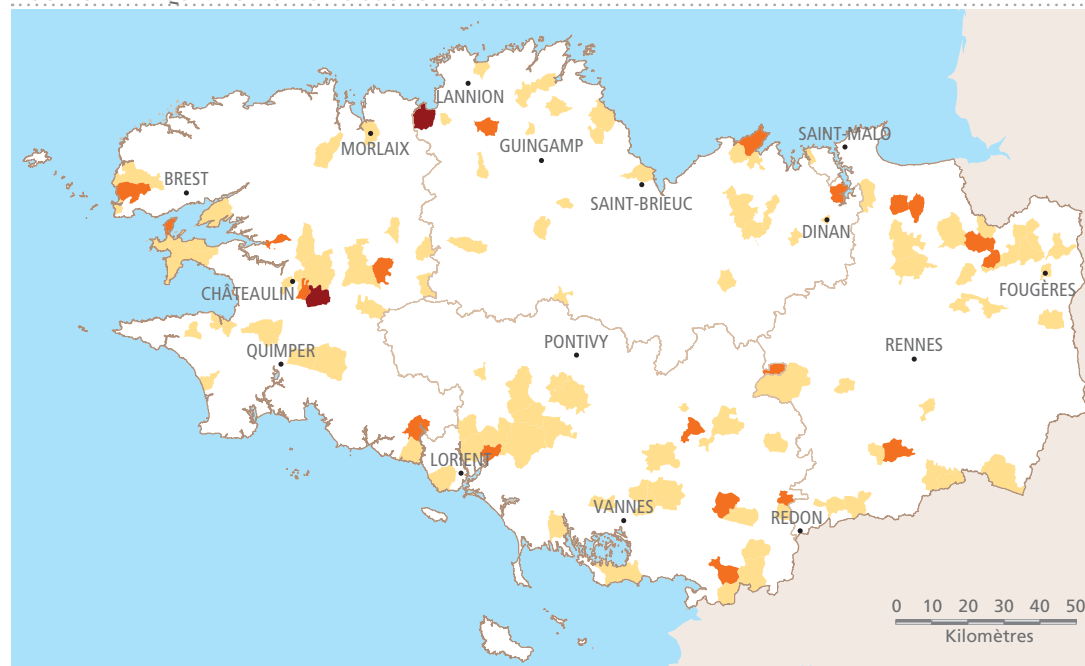 LANNION
MORLAIX
GUINGAMP
SAINT-MALO
BREST
SAINT-BRIEUC
DINAN
CHÂTEAULIN
FOUGÈRES
PONTIVY
RENNES
QUIMPER
LORIENT
VANNES
REDON
0 10 20 30 40 50
Kilomètres